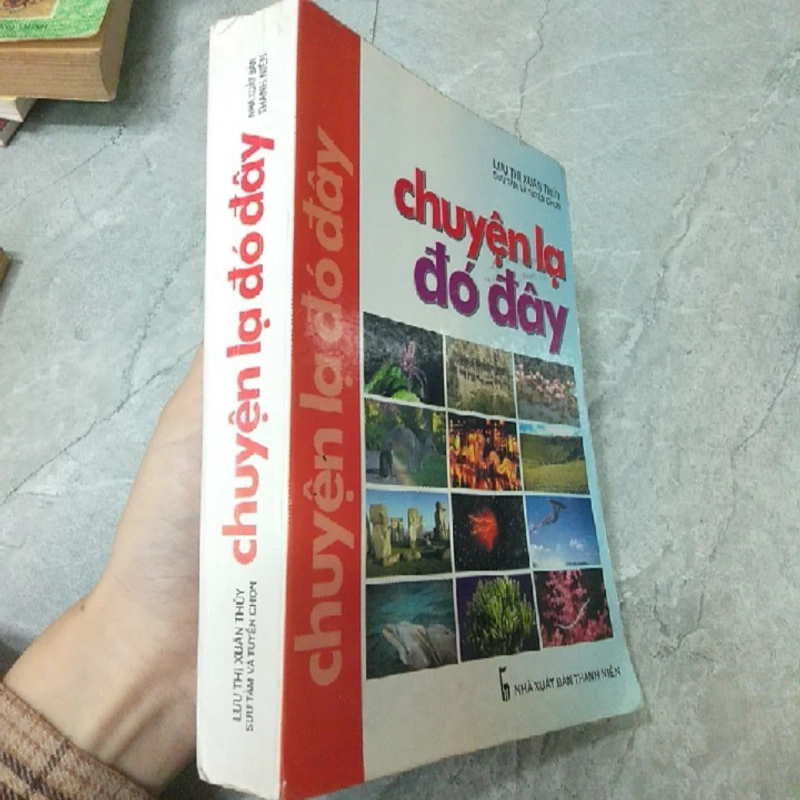 LƯU THỊ XUÂN THỦY
SƯU TẦM VÀ TUYỂN CHỌN
chuyện lạ
đó đây
NHÀ XUẤT BẢN THANH NIÊN
chuyện lạ đó đây
LƯU THỊ XUÂN THỦY
SƯU TẦM VÀ TUYỂN CHỌN
chuyện lạ đó đây
NHÀ XUẤT BẢN
THANH NIÊN